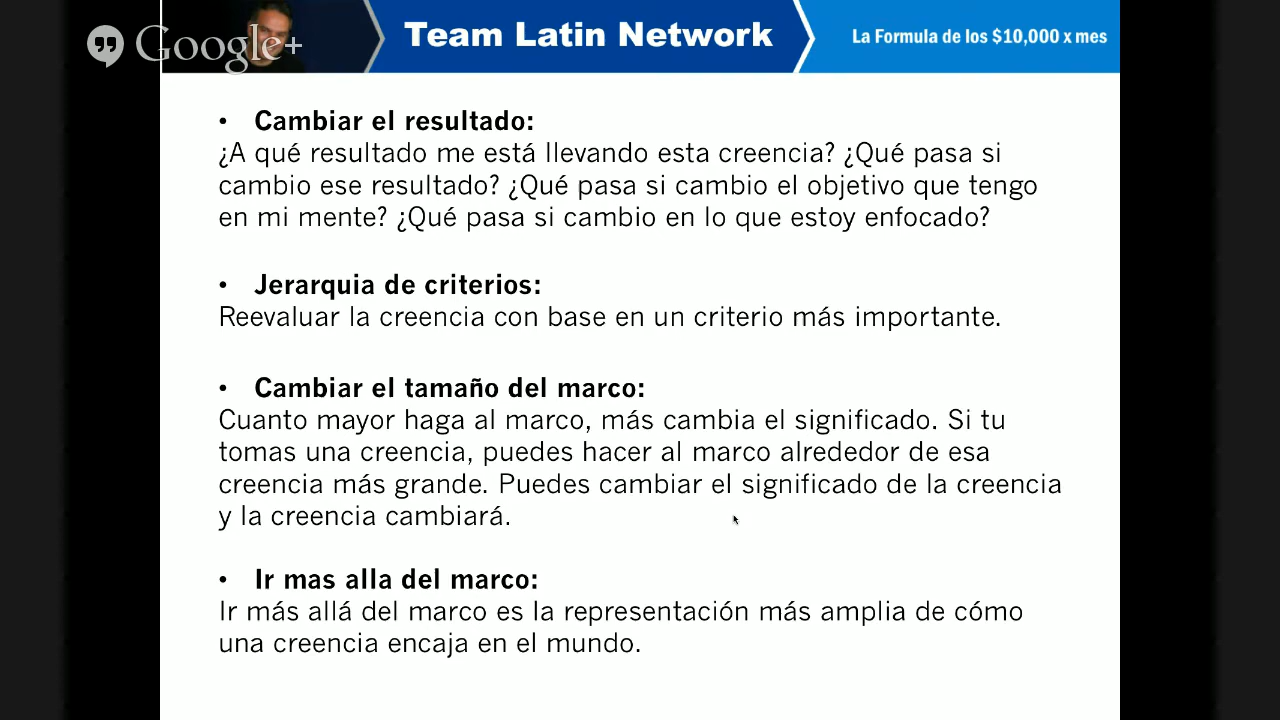 Google+
Team Latin Network
La Formula de los $10,000 x mes
• Cambiar el resultado:
¿A qué resultado me está llevando esta creencia? ¿Qué pasa si
cambio ese resultado? ¿Qué pasa si cambio el objetivo que tengo
en mi mente? ¿Qué pasa si cambio en lo que estoy enfocado?
• Jerarquia de criterios:
Reevaluar la creencia con base en un criterio más importante.
• Cambiar el tamaño del marco:
Cuanto mayor haga al marco, más cambia el significado. Si tu
tomas una creencia, puedes hacer al marco alrededor de esa
creencia más grande. Puedes cambiar el significado de la creencia
y la creencia cambiará.
• Ir mas alla del marco:
Ir más allá del marco es la representación más amplia de cómo
una creencia encaja en el mundo.